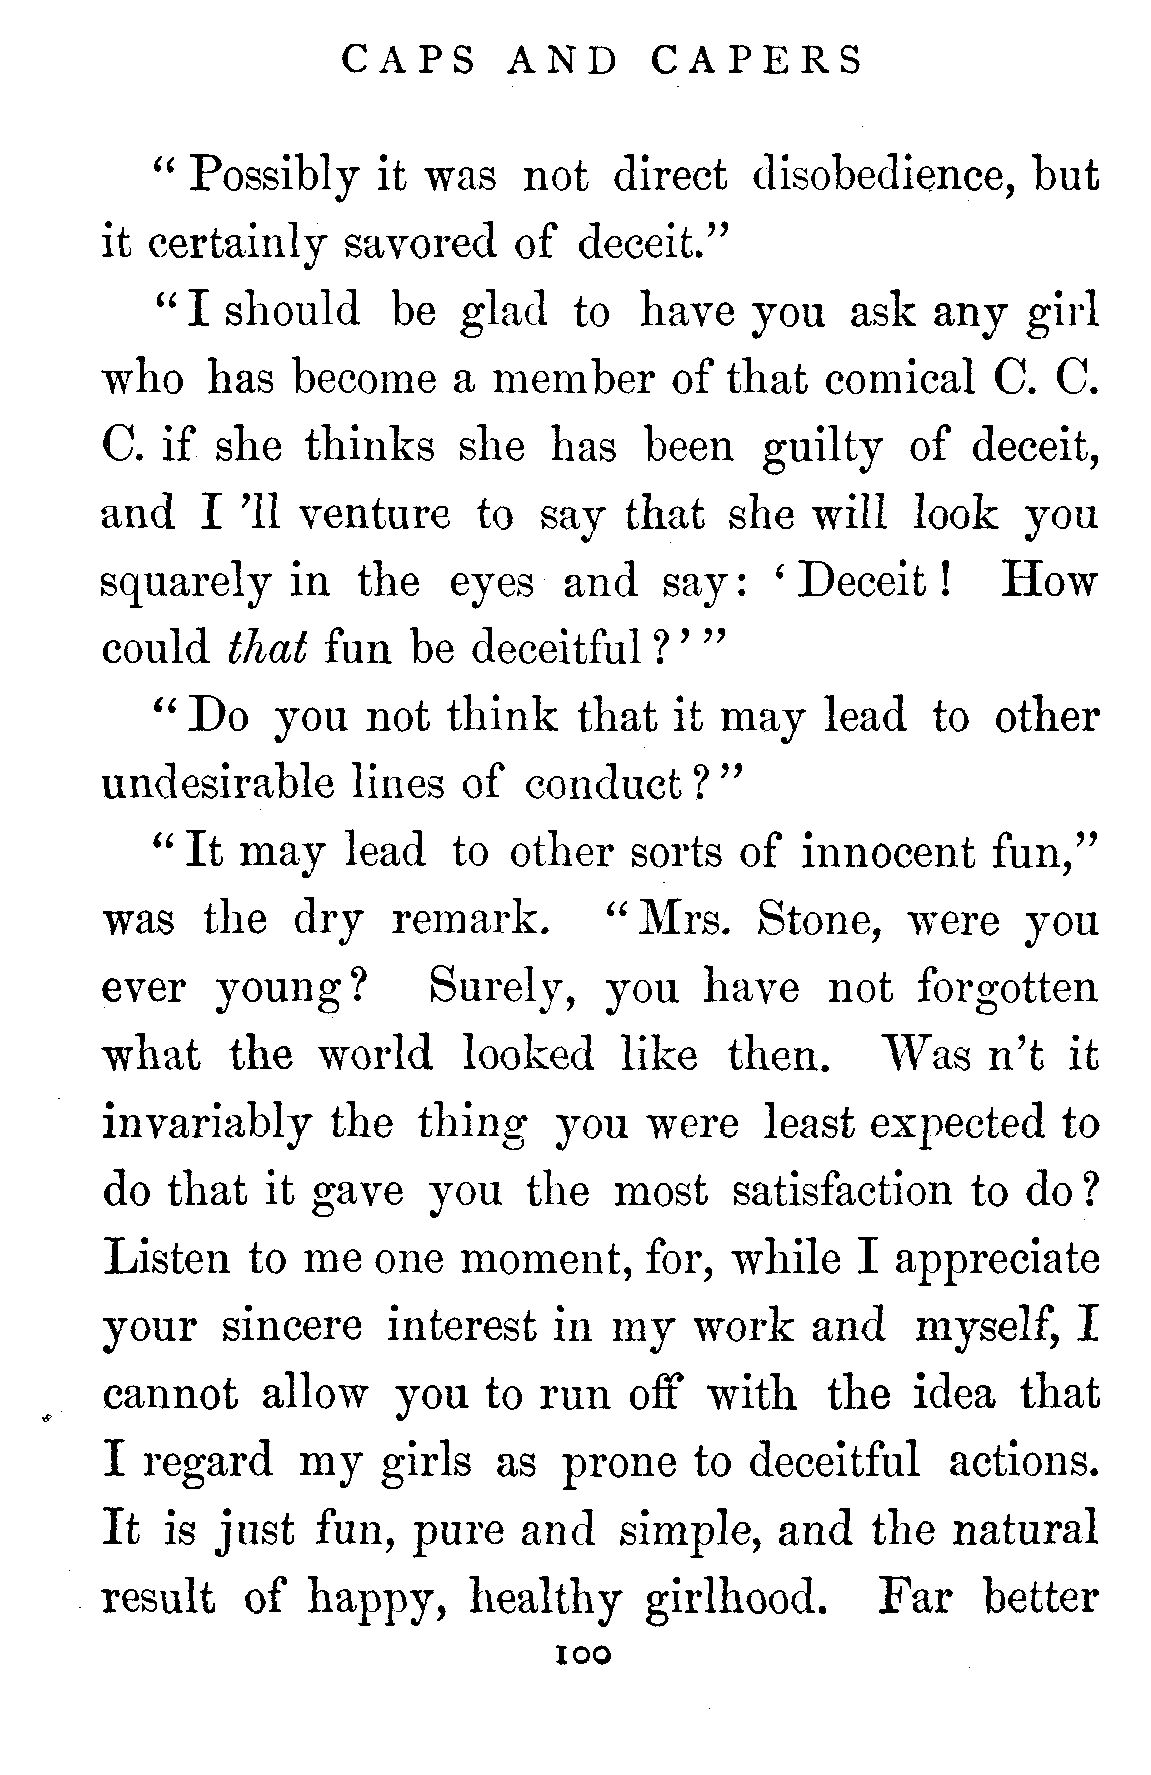 CAPS AND CAPERS
“ Possibly it was not direct disobedience, but
it certainly savored of deceit.”
“ I should be glad to have you ask any girl
who has become a member of that comical C. C.
C. if she thinks she has been guilty of deceit,
and I ’ll venture to say that she will look you
squarely in the eyes and say: ‘ Deceit ! How
could that fun be deceitful ? ’ ”
“ Do you not think that it may lead to other
undesirable lines of conduct ? ”
“ It may lead to other sorts of innocent fun,”
was the dry remark. “ Mrs. Stone, were you
ever young ? Surely, you have not forgotten
what the world looked like then. Was n’t it
invariably the thing you were least expected to
do that it gave you the most satisfaction to do ?
Listen to me one moment, for, while I appreciate
your sincere interest in my work and myself, I
cannot allow you to run off with the idea that
I regard my girls as prone to deceitful actions.
It is just fun, pure and simple, and the natural
result of happy, healthy girlhood. Far better
100